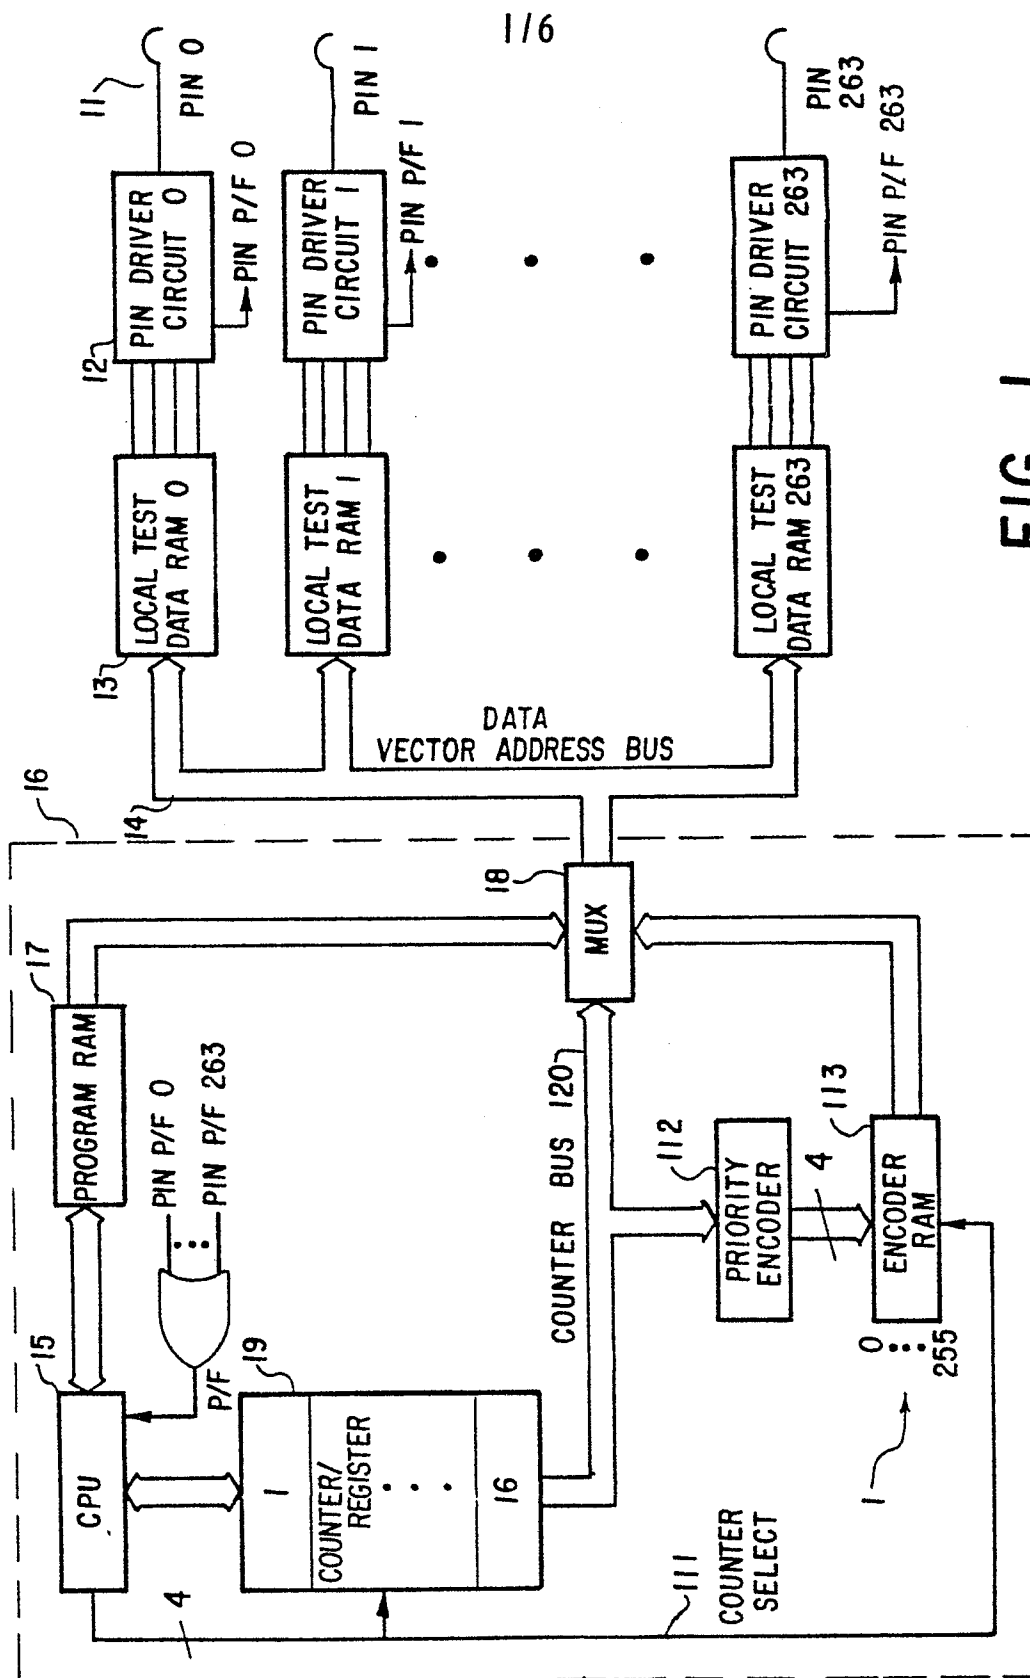 1/6
11
PIN 0
PIN DRIVER
CIRCUIT 0
12
PIN P/F 0
LOCAL TEST
DATA RAM 0
13
PIN 1
PIN DRIVER
CIRCUIT 1
PIN P/F 1
LOCAL TEST
DATA RAM 1
PIN
263
PIN DRIVER
CIRCUIT 263
PIN P/F 263
LOCAL TEST
DATA RAM 263
DATA
VECTOR ADDRESS BUS
14
16
17
PROGRAM RAM
18
MUX
PIN P/F 0
PIN P/F 263
P/F
15
CPU
4
19
1
COUNTER/
REGISTER
16
COUNTER BUS 120
112
PRIORITY
ENCODER
4
113
ENCODER
RAM
0
255
1
111
COUNTER
SELECT
FIG. 1